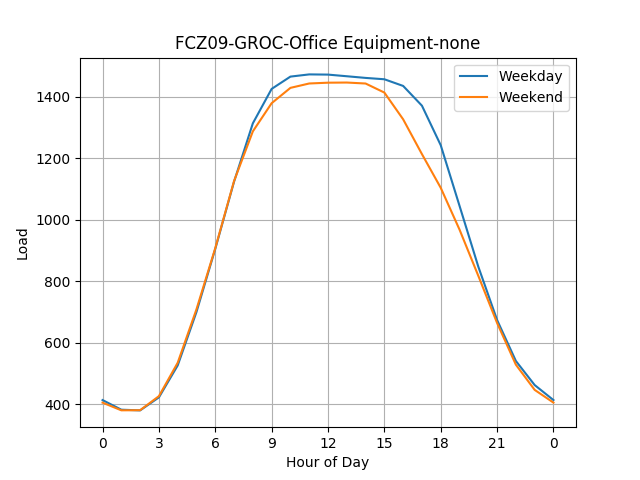 FCZ09-GROC-Office Equipment-none
Weekday
Weekend
Load
1400
1200
1000
800
600
400
0 3 6 9 12 15 18 21 0
Hour of Day